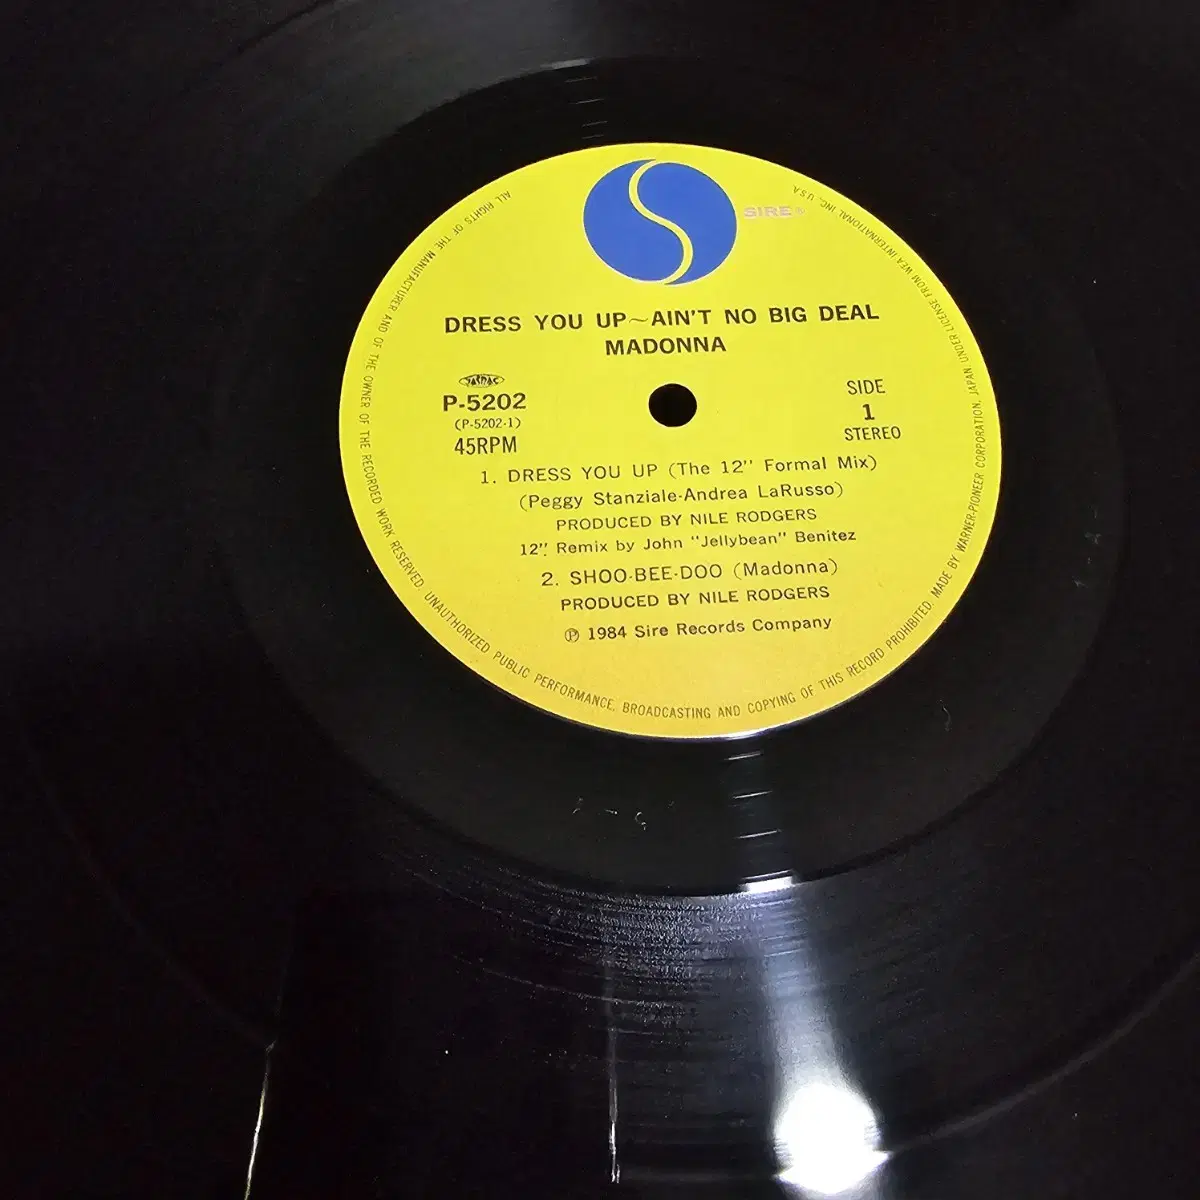 SIRE ®
DRESS YOU UP~AIN'T NO BIG DEAL
MADONNA
JASRAC
P-5202
(P-5202-1)
45RPM
SIDE
1
STEREO
1. DRESS YOU UP (The 12" Formal Mix)
(Peggy Stanziale-Andrea LaRusso)
PRODUCED BY NILE RODGERS
12" Remix by John "Jellybean" Benitez
2. SHOO-BEE-DOO (Madonna)
PRODUCED BY NILE RODGERS
℗ 1984 Sire Records Company
ALL RIGHTS OF THE MANUFACTURER AND OF THE OWNER OF THE RECORDED WORK RESERVED. UNAUTHORIZED PUBLIC PERFORMANCE, BROADCASTING AND COPYING OF THIS RECORD PROHIBITED. MADE BY WARNER-PIONEER CORPORATION, JAPAN UNDER LICENSE FROM WEA INTERNATIONAL INC. U.S.A.